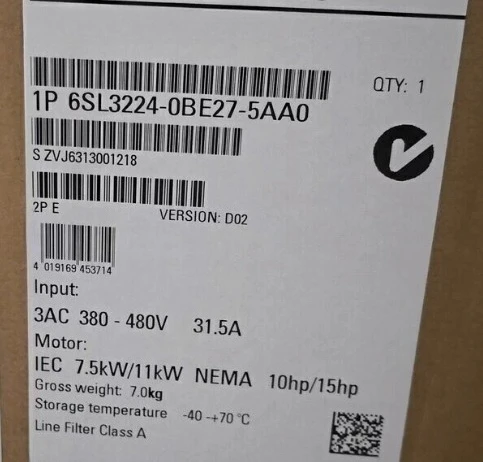 QTY: 1
1P 6SL3224-0BE27-5AA0
S ZVJ6313001218
2P E VERSION: D02
4 019169 453714
Input:
3AC 380 - 480V 31.5A
Motor:
IEC 7.5kW/11kW NEMA 10hp/15hp
Gross weight: 7.0kg
Storage temperature -40 -+70 °C
Line Filter Class A